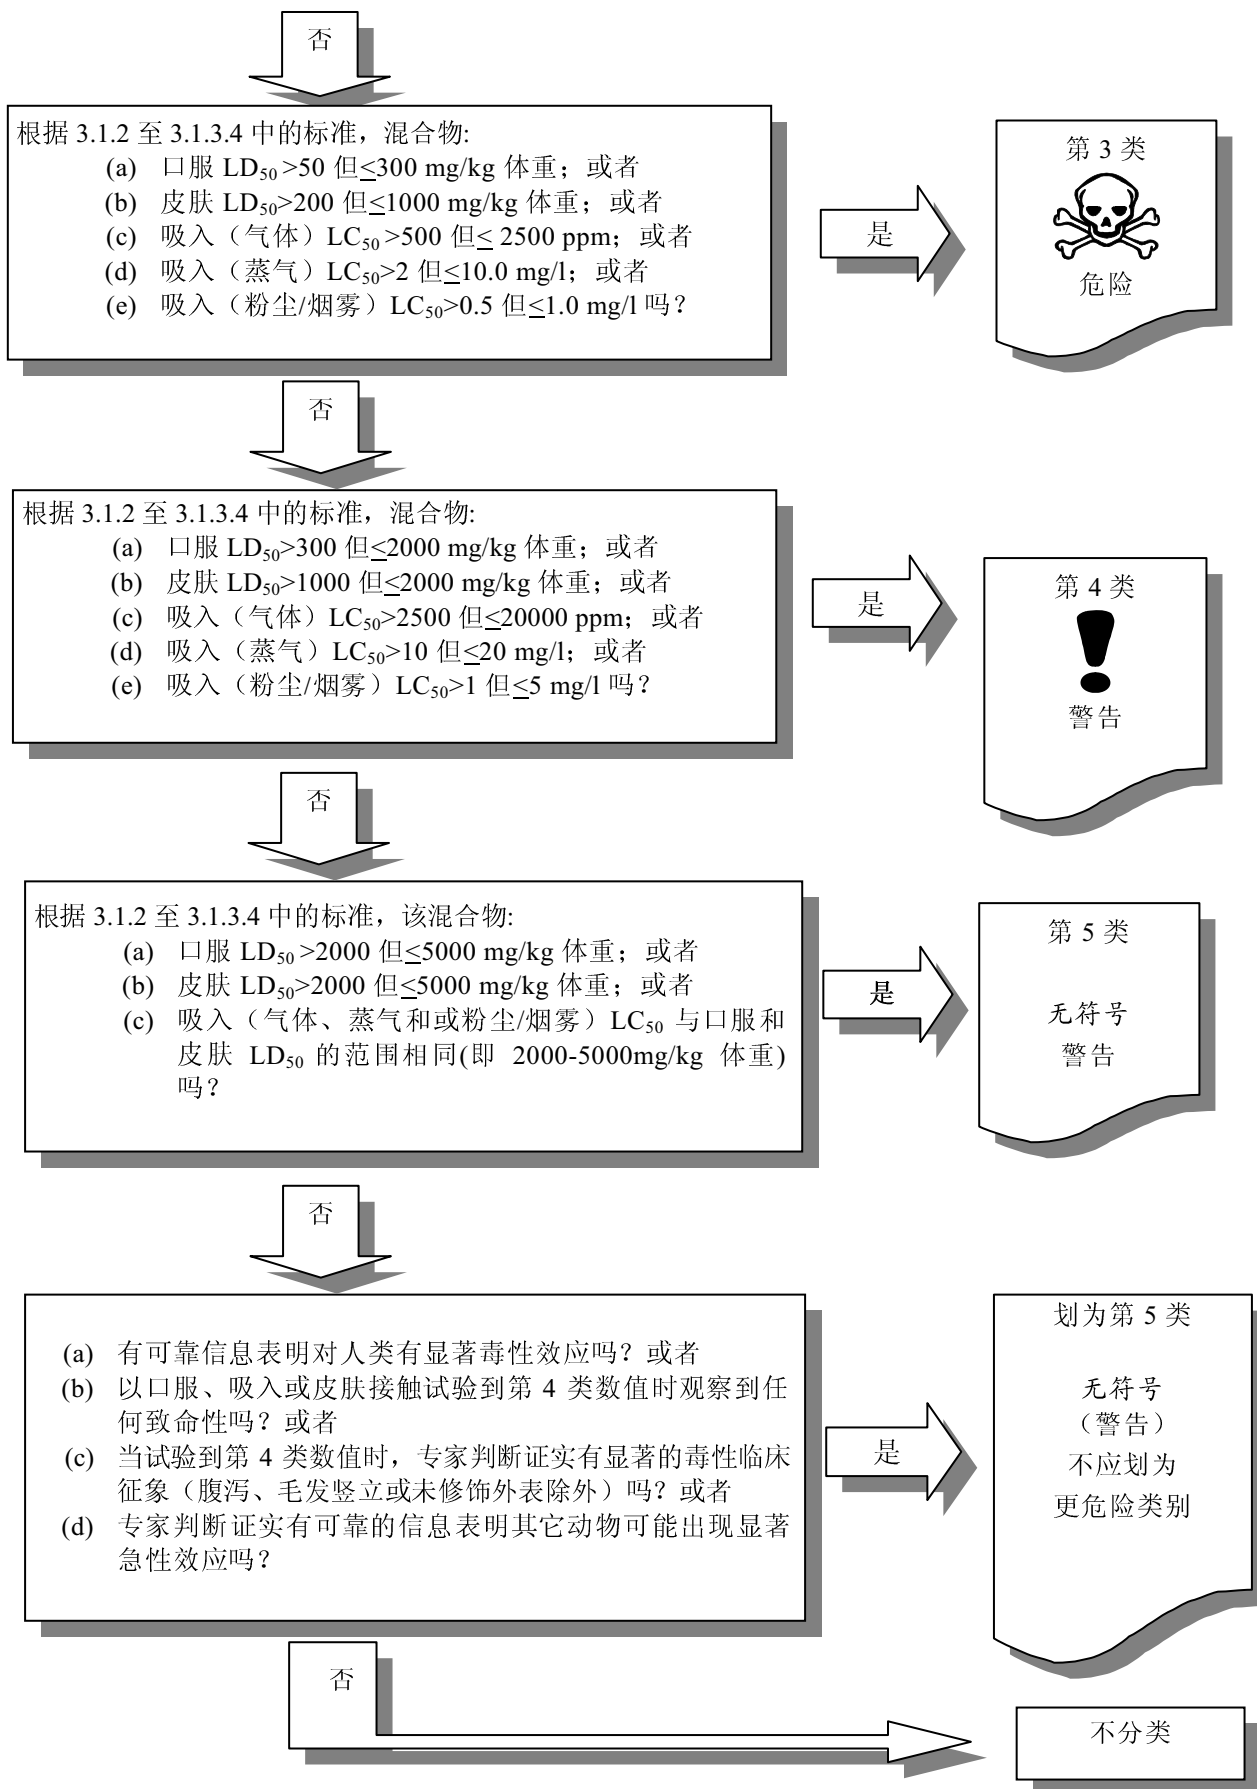 否
根据 3.1.2 至 3.1.3.4 中的标准，混合物:
(a) 口服 LD₅₀ >50 但≤300 mg/kg 体重；或者
(b) 皮肤 LD₅₀>200 但≤1000 mg/kg 体重；或者
(c) 吸入（气体）LC₅₀ >500 但≤ 2500 ppm；或者
(d) 吸入（蒸气）LC₅₀>2 但≤10.0 mg/l；或者
(e) 吸入（粉尘/烟雾）LC₅₀>0.5 但≤1.0 mg/l 吗？
是
第 3 类
危险
否
根据 3.1.2 至 3.1.3.4 中的标准，混合物:
(a) 口服 LD₅₀>300 但≤2000 mg/kg 体重；或者
(b) 皮肤 LD₅₀>1000 但≤2000 mg/kg 体重；或者
(c) 吸入（气体）LC₅₀>2500 但≤20000 ppm；或者
(d) 吸入（蒸气）LC₅₀>10 但≤20 mg/l；或者
(e) 吸入（粉尘/烟雾）LC₅₀>1 但≤5 mg/l 吗？
是
第 4 类
警告
否
根据 3.1.2 至 3.1.3.4 中的标准，该混合物:
(a) 口服 LD₅₀ >2000 但≤5000 mg/kg 体重；或者
(b) 皮肤 LD₅₀>2000 但≤5000 mg/kg 体重；或者
(c) 吸入（气体、蒸气和或粉尘/烟雾）LC₅₀ 与口服和
皮肤 LD₅₀ 的范围相同(即 2000-5000mg/kg 体重)
吗？
是
第 5 类
无符号
警告
否
(a) 有可靠信息表明对人类有显著毒性效应吗？或者
(b) 以口服、吸入或皮肤接触试验到第 4 类数值时观察到任
何致命性吗？或者
(c) 当试验到第 4 类数值时，专家判断证实有显著的毒性临床
征象（腹泻、毛发竖立或未修饰外表除外）吗？或者
(d) 专家判断证实有可靠的信息表明其它动物可能出现显著
急性效应吗？
是
划为第 5 类
无符号
（警告）
不应划为
更危险类别
否
不分类